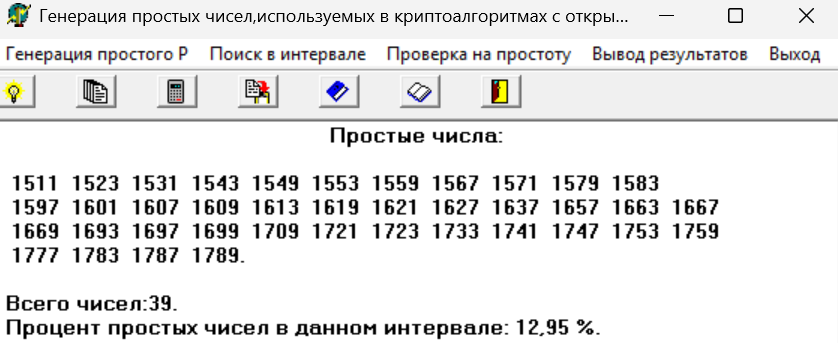 Генерация простых чисел,используемых в криптоалгоритмах с откры...
Генерация простого P Поиск в интервале Проверка на простоту Вывод результатов Выход
Простые числа:
1511 1523 1531 1543 1549 1553 1559 1567 1571 1579 1583
1597 1601 1607 1609 1613 1619 1621 1627 1637 1657 1663 1667
1669 1693 1697 1699 1709 1721 1723 1733 1741 1747 1753 1759
1777 1783 1787 1789.
Всего чисел:39.
Процент простых чисел в данном интервале: 12,95 %.